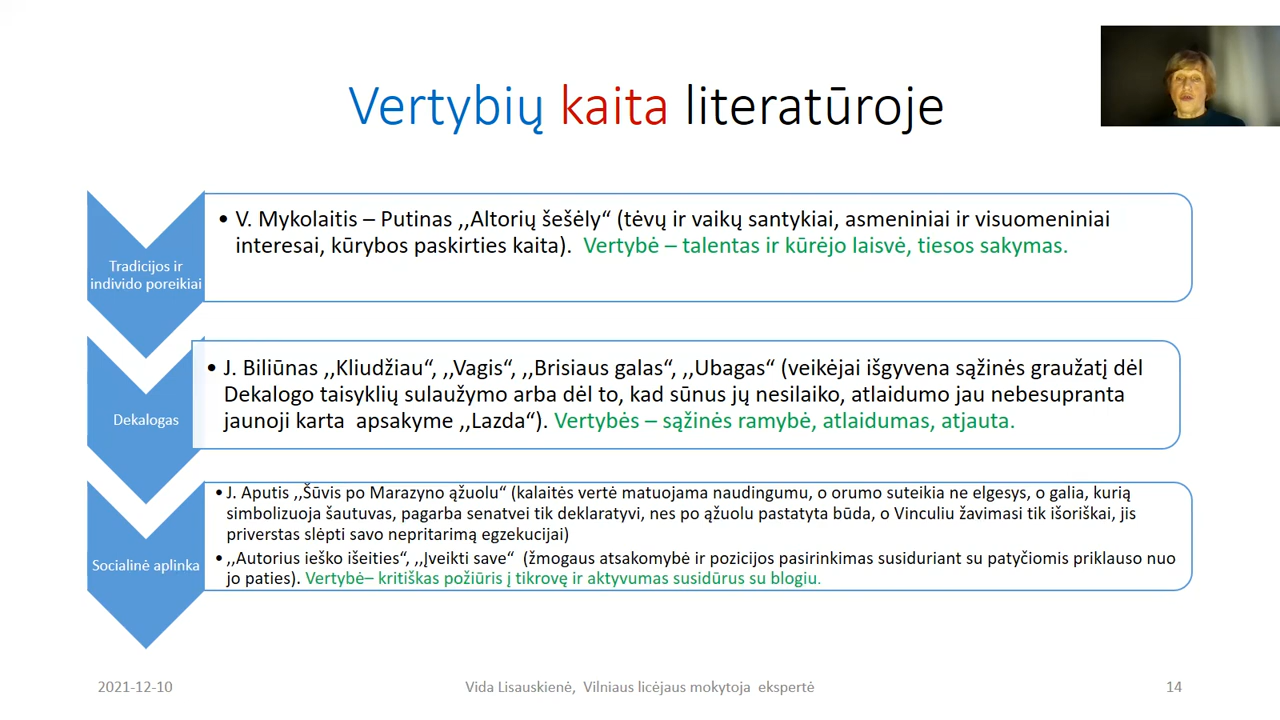 Vertybių kaita literatūroje
Tradicijos ir
individo poreikiai
• V. Mykolaitis – Putinas ,,Altorių šešėly“ (tėvų ir vaikų santykiai, asmeniniai ir visuomeniniai
interesai, kūrybos paskirties kaita). Vertybė – talentas ir kūrėjo laisvė, tiesos sakymas.
Dekalogas
• J. Biliūnas ,,Kliudžiau“, ,,Vagis“, ,,Brisiaus galas“, ,,Ubagas“ (veikėjai išgyvena sąžinės graužatį dėl
Dekalogo taisyklių sulaužymo arba dėl to, kad sūnus jų nesilaiko, atlaidumo jau nebesupranta
jaunoji karta apsakyme ,,Lazda“). Vertybės – sąžinės ramybė, atlaidumas, atjauta.
Socialinė aplinka
• J. Aputis ,,Šūvis po Marazyno ąžuolu“ (kalaitės vertė matuojama naudingumu, o orumo suteikia ne elgesys, o galia, kurią
simbolizuoja šautuvas, pagarba senatvei tik deklaratyvi, nes po ąžuolu pastatyta būda, o Vinculiu žavimasi tik išoriškai, jis
priverstas slėpti savo nepritarimą egzekucijai)
• ,,Autorius ieško išeities“, ,,Įveikti save“ (žmogaus atsakomybė ir pozicijos pasirinkimas susiduriant su patyčiomis priklauso nuo
jo paties). Vertybė– kritiškas požiūris į tikrovę ir aktyvumas susidūrus su blogiu.
2021-12-10
Vida Lisauskienė, Vilniaus licėjaus mokytoja ekspertė
14